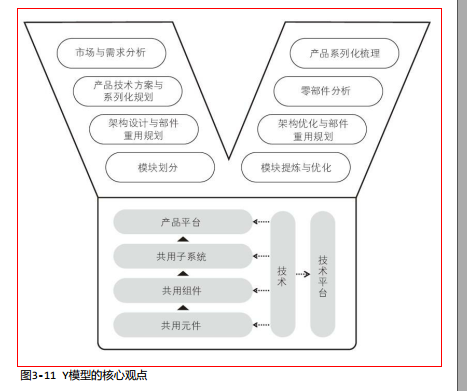 市场与需求分析
产品技术方案与
系列化规划
架构设计与部件
重用规划
模块划分
产品系列化梳理
零部件分析
架构优化与部件
重用规划
模块提炼与优化
产品平台
共用子系统
共用组件
共用元件
技术
技术平台
图3-11 Y模型的核心观点